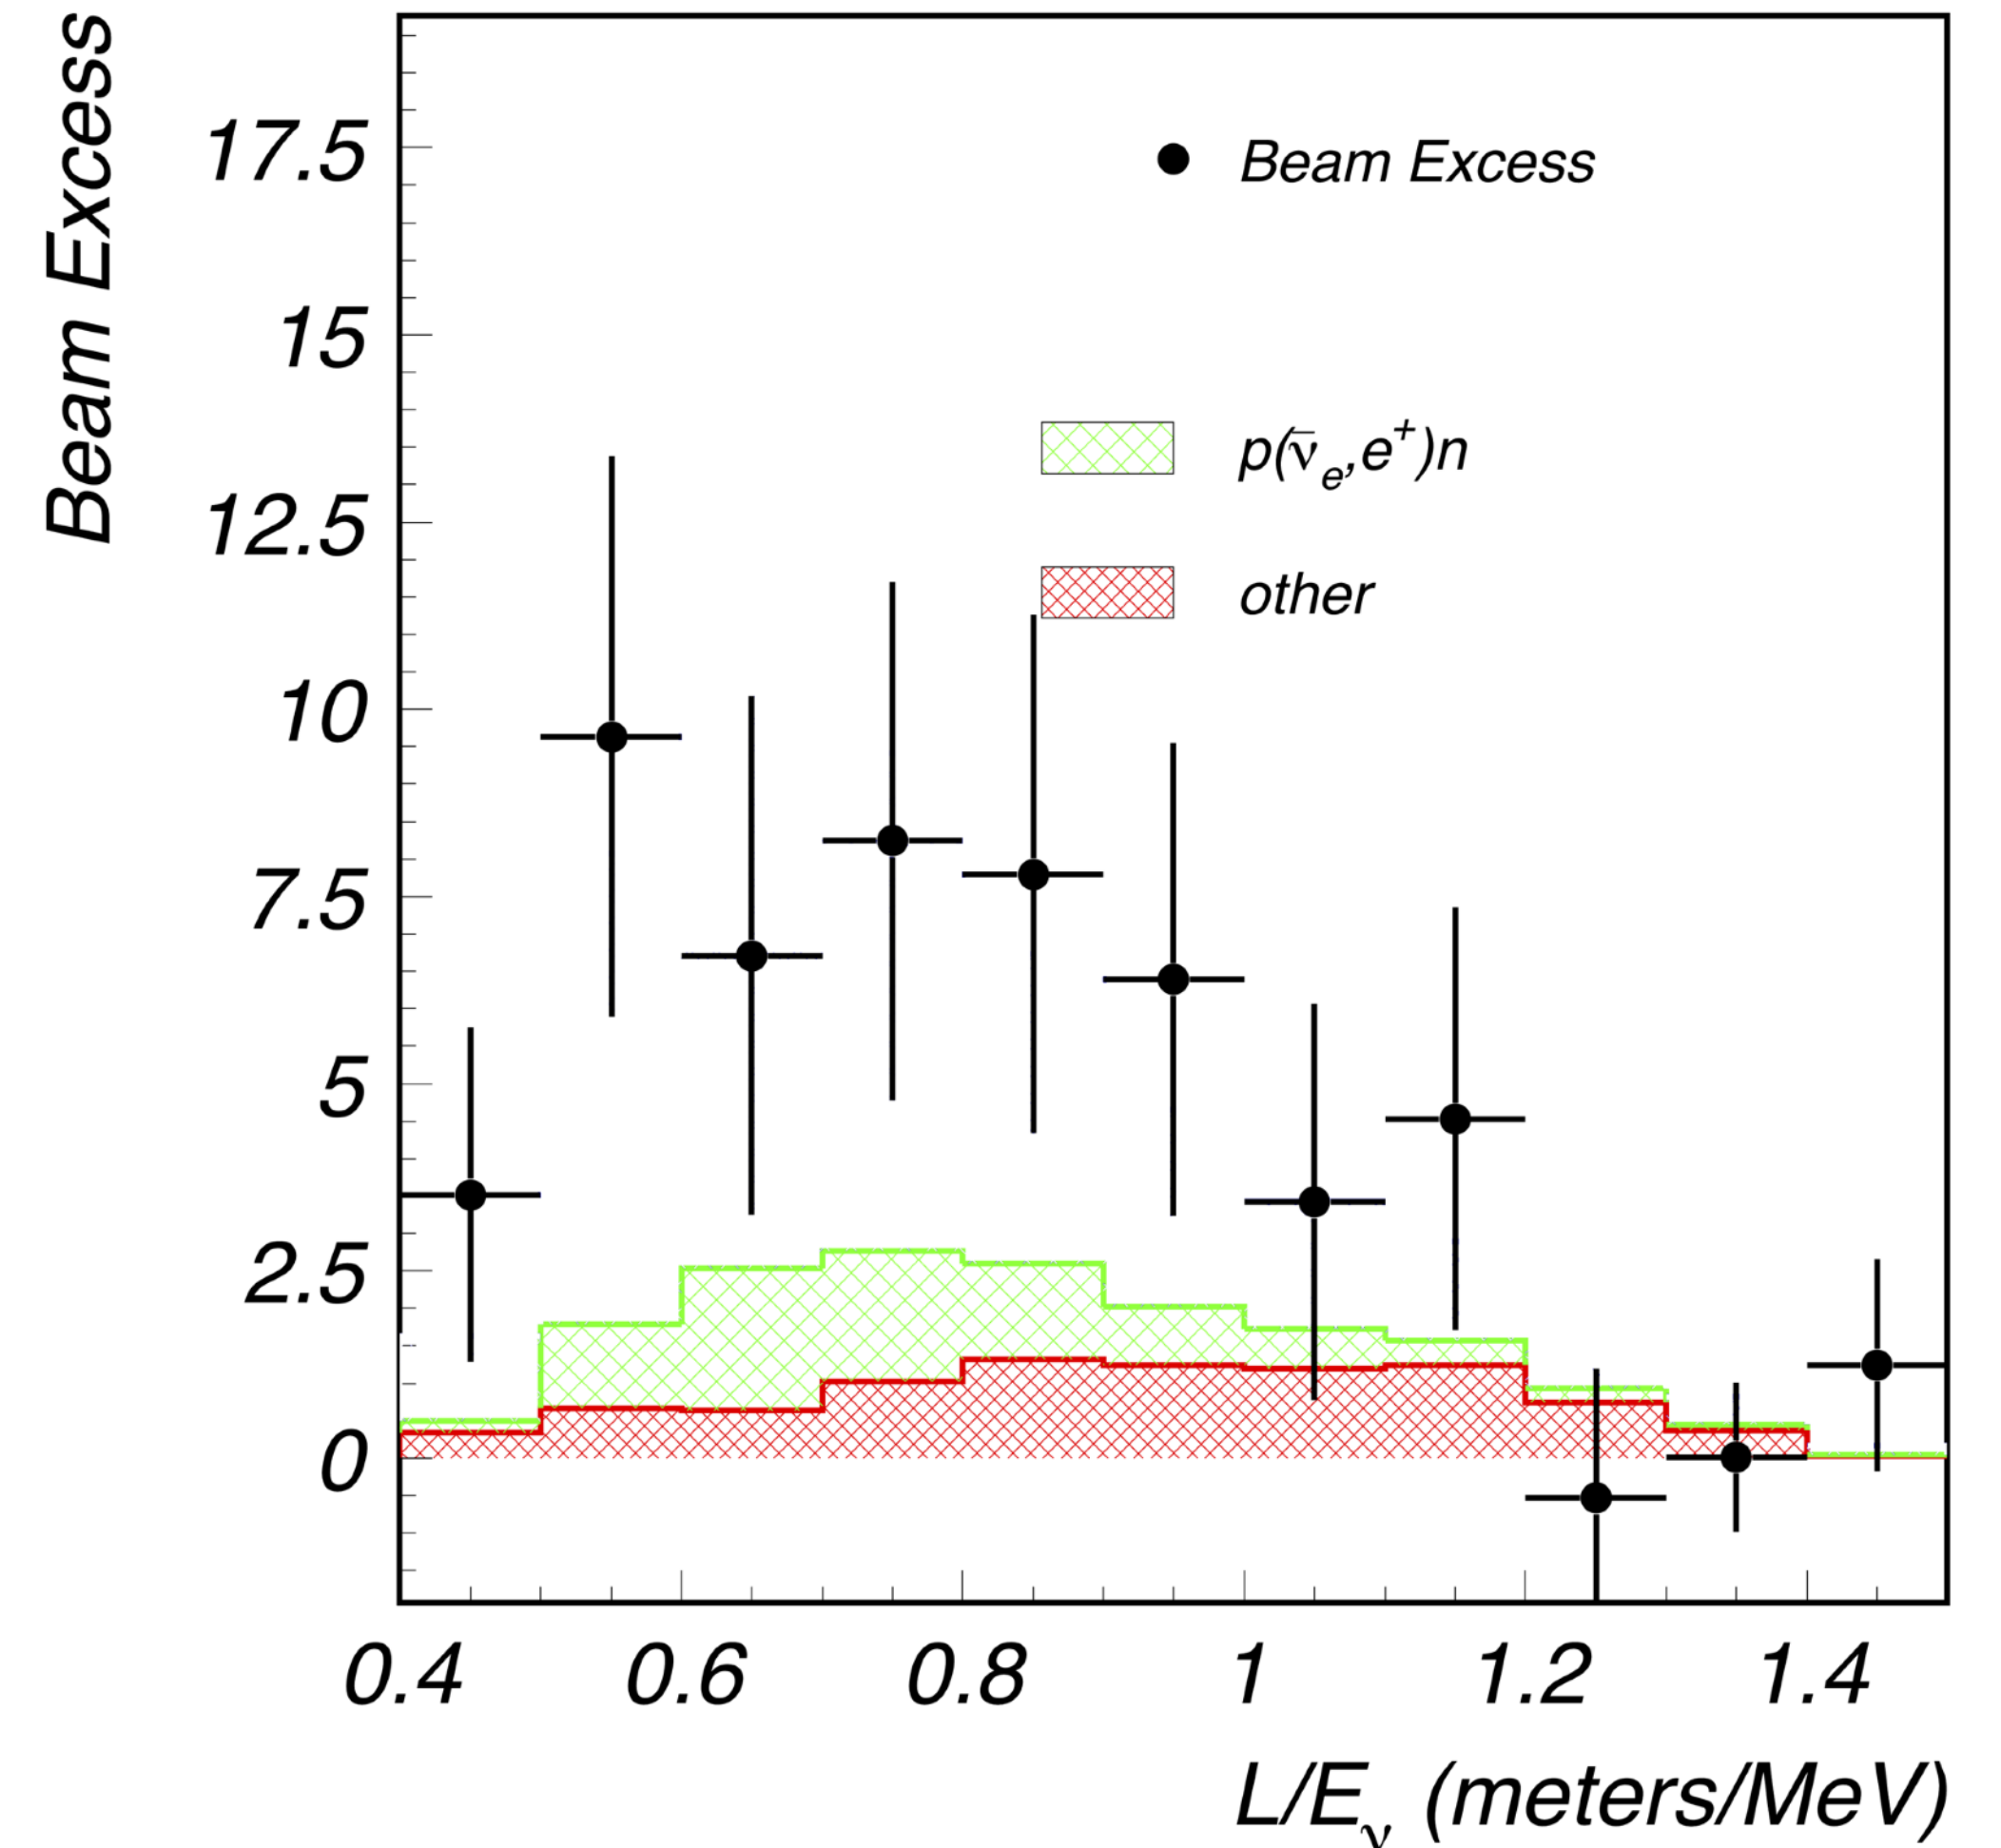 Beam Excess
17.5
15
12.5
10
7.5
5
2.5
0
Beam Excess
p(ν̄e,e+)n
other
0.4 0.6 0.8 1 1.2 1.4
L/Eν (meters/MeV)